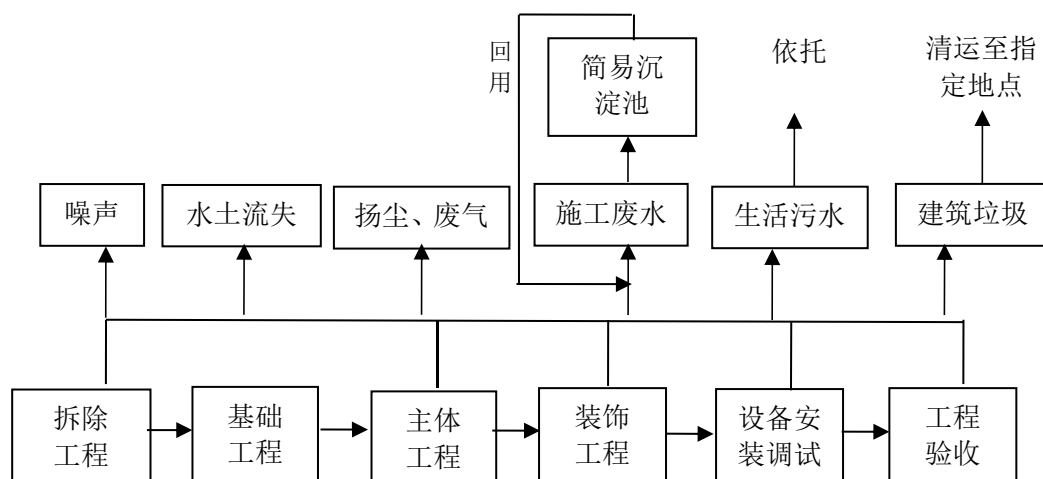 回
用
简易沉
淀池
依托
清运至指
定地点
噪声
水土流失
扬尘、废气
施工废水
生活污水
建筑垃圾
拆除
工程
基础
工程
主体
工程
装饰
工程
设备安
装调试
工程
验收